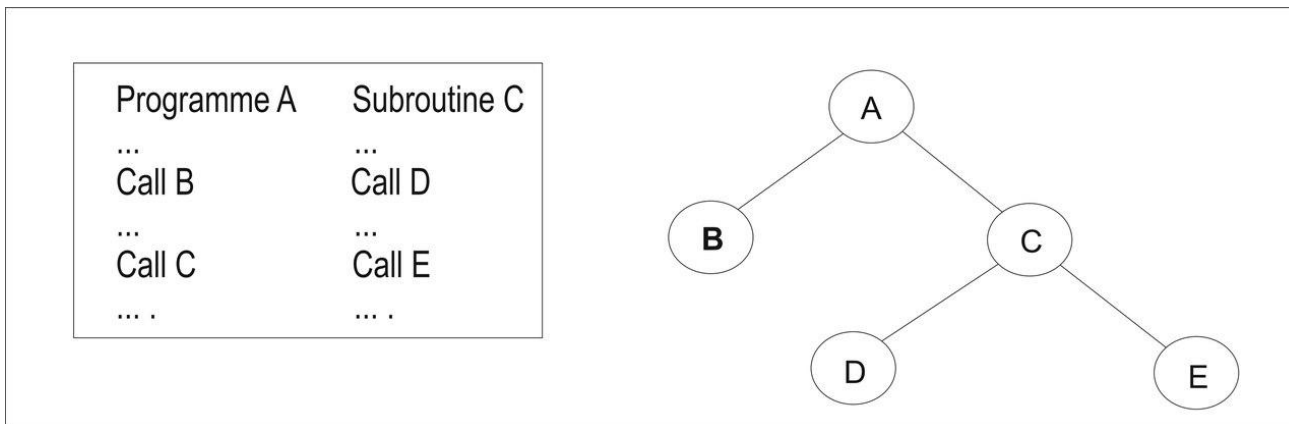 Programme A Subroutine C
... ...
Call B Call D
... ...
Call C Call E
... . ... .
A
B
C
D
E